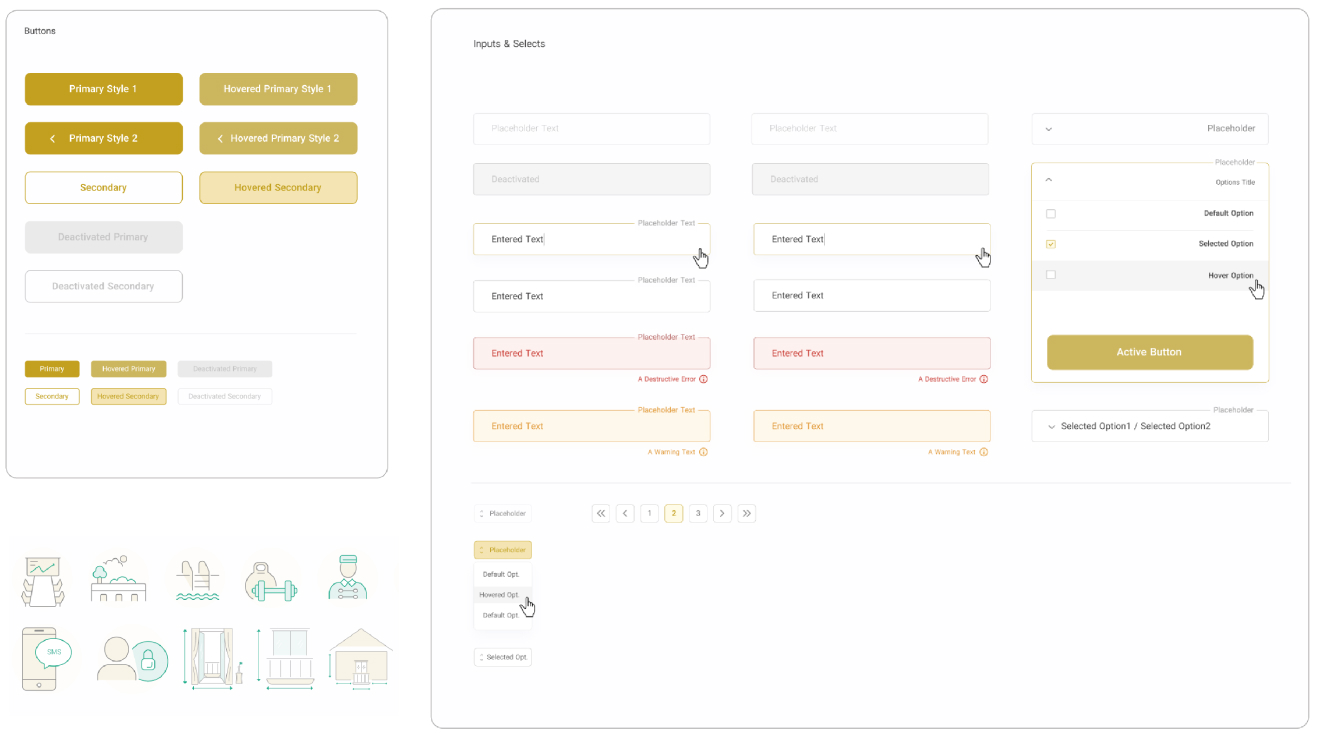 Buttons
Primary Style 1
Hovered Primary Style 1
Primary Style 2
Hovered Primary Style 2
Secondary
Hovered Secondary
Deactivated Primary
Deactivated Secondary
Primary
Hovered Primary
Deactivated Primary
Secondary
Hovered Secondary
Deactivated Secondary
SMS
Inputs & Selects
Placeholder Text
Placeholder Text
Placeholder
Deactivated
Deactivated
Placeholder
Options Title
Default Option
Selected Option
Hover Option
Active Button
Placeholder Text
Entered Text
Entered Text
Placeholder Text
Entered Text
Entered Text
Placeholder Text
Entered Text
Entered Text
A Destructive Error
A Destructive Error
Placeholder Text
Entered Text
Entered Text
A Warning Text
A Warning Text
Placeholder
Selected Option1 / Selected Option2
Placeholder
1
2
3
Placeholder
Default Opt.
Hovered Opt.
Default Opt.
Selected Opt.